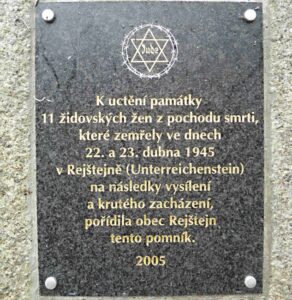 Jude
K uctění památky
11 židovských žen z pochodu smrti,
které zemřely ve dnech
22. a 23. dubna 1945
v Rejštejně (Unterreichenstein)
na následky vysílení
a krutého zacházení,
pořídila obec Rejštejn
tento pomník.
2005